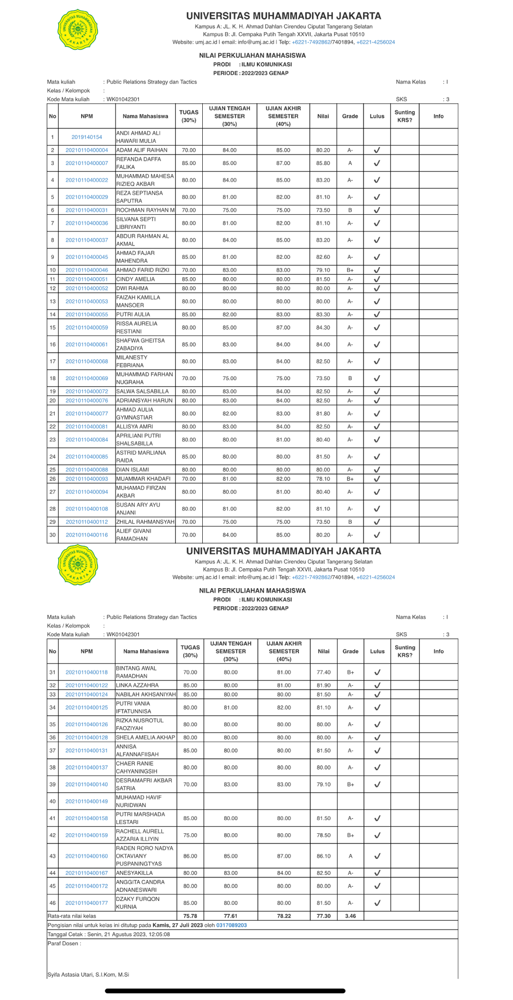 UNIVERSITAS MUHAMMADIYAH JAKARTA
UNIVERSITAS MUHAMMADIYAH
JAKARTA
Kampus A: JL. K. H. Ahmad Dahlan Cirendeu Ciputat Tangerang Selatan
Kampus B: Jl. Cempaka Putih Tengah XXVII, Jakarta Pusat 10510
Website: umj.ac.id | email: info@umj.ac.id | Telp: +6221-7492862/7401894, +6221-4256024
NILAI PERKULIAHAN MAHASISWA
PRODI : ILMU KOMUNIKASI
PERIODE : 2022/2023 GENAP
Mata kuliah : Public Relations Strategy dan Tactics Nama Kelas : I
Kelas / Kelompok :
Kode Mata kuliah : WK01042301 SKS : 3
No NPM Nama Mahasiswa TUGAS (30%) UJIAN TENGAH SEMESTER (30%) UJIAN AKHIR SEMESTER (40%) Nilai Grade Lulus Sunting KRS? Info
1 2019140154 ANDI AHMAD ALI HAWARI MULIA
2 20210110400004 ADAM ALIF RAIHAN 70.00 84.00 85.00 80.20 A- ✓
3 20210110400007 REFANDA DAFFA FALIKA 85.00 85.00 87.00 85.80 A ✓
4 20210110400022 MUHAMMAD MAHESA RIZIEQ AKBAR 80.00 84.00 85.00 83.20 A- ✓
5 20210110400029 REZA SEPTIANSA SAPUTRA 80.00 81.00 82.00 81.10 A- ✓
6 20210110400031 ROCHMAN RAYHAN M 70.00 75.00 75.00 73.50 B ✓
7 20210110400036 SILVANA SEPTI LIBRIYANTI 80.00 81.00 82.00 81.10 A- ✓
8 20210110400037 ABDUR RAHMAN AL AKMAL 80.00 84.00 85.00 83.20 A- ✓
9 20210110400045 AHMAD FAJAR MAHENDRA 85.00 81.00 82.00 82.60 A- ✓
10 20210110400046 AHMAD FARID RIZKI 70.00 83.00 83.00 79.10 B+ ✓
11 20210110400051 CINDY AMELIA 85.00 80.00 80.00 81.50 A- ✓
12 20210110400052 DWI RAHMA 80.00 80.00 80.00 80.00 A- ✓
13 20210110400053 FAIZAH KAMILLA MANSOER 80.00 80.00 80.00 80.00 A- ✓
14 20210110400055 PUTRI AULIA 85.00 82.00 83.00 83.30 A- ✓
15 20210110400059 RISSA AURELIA RESTIANI 80.00 85.00 87.00 84.30 A- ✓
16 20210110400061 SHAFWA GHEITSA ZABADIYA 85.00 83.00 84.00 84.00 A- ✓
17 20210110400068 MILANESTY FEBRIANA 80.00 83.00 84.00 82.50 A- ✓
18 20210110400069 MUHAMMAD FARHAN NUGRAHA 70.00 75.00 75.00 73.50 B ✓
19 20210110400072 SALWA SALSABILLA 80.00 83.00 84.00 82.50 A- ✓
20 20210110400076 ADRIANSYAH HARUN 80.00 83.00 84.00 82.50 A- ✓
21 20210110400077 AHMAD AULIA GYMNASTIAR 80.00 82.00 83.00 81.80 A- ✓
22 20210110400081 ALLISYA AMRI 80.00 83.00 84.00 82.50 A- ✓
23 20210110400084 APRILIANI PUTRI SHALSABILLA 80.00 80.00 81.00 80.40 A- ✓
24 20210110400085 ASTRID MARLIANA RAIDA 85.00 80.00 80.00 81.50 A- ✓
25 20210110400088 DIAN ISLAMI 80.00 80.00 80.00 80.00 A- ✓
26 20210110400093 MUAMMAR KHADAFI 70.00 81.00 82.00 78.10 B+ ✓
27 20210110400094 MUHAMAD FIRZAN AKBAR 80.00 80.00 81.00 80.40 A- ✓
28 20210110400108 SUSAN ARY AYU ANJANI 80.00 81.00 82.00 81.10 A- ✓
29 20210110400112 ZHILAL RAHMANSYAH 70.00 75.00 75.00 73.50 B ✓
30 20210110400116 ALIEF GIVANI RAMADHAN 70.00 84.00 85.00 80.20 A- ✓
UNIVERSITAS MUHAMMADIYAH JAKARTA
UNIVERSITAS MUHAMMADIYAH
JAKARTA
Kampus A: JL. K. H. Ahmad Dahlan Cirendeu Ciputat Tangerang Selatan
Kampus B: Jl. Cempaka Putih Tengah XXVII, Jakarta Pusat 10510
Website: umj.ac.id | email: info@umj.ac.id | Telp: +6221-7492862/7401894, +6221-4256024
NILAI PERKULIAHAN MAHASISWA
PRODI : ILMU KOMUNIKASI
PERIODE : 2022/2023 GENAP
Mata kuliah : Public Relations Strategy dan Tactics Nama Kelas : I
Kelas / Kelompok :
Kode Mata kuliah : WK01042301 SKS : 3
No NPM Nama Mahasiswa TUGAS (30%) UJIAN TENGAH SEMESTER (30%) UJIAN AKHIR SEMESTER (40%) Nilai Grade Lulus Sunting KRS? Info
31 20210110400118 BINTANG AWAL RAMADHAN 70.00 80.00 81.00 77.40 B+ ✓
32 20210110400122 LINKA AZZAHRA 85.00 80.00 81.00 81.90 A- ✓
33 20210110400124 NABILAH AKHSANIYAH 85.00 80.00 80.00 81.50 A- ✓
34 20210110400125 PUTRI VANIA IFTATUNNISA 80.00 81.00 82.00 81.10 A- ✓
35 20210110400126 RIZKA NUSROTUL FAOZIYAH 80.00 80.00 80.00 80.00 A- ✓
36 20210110400128 SHELA AMELIA AKHAP 80.00 80.00 80.00 80.00 A- ✓
37 20210110400131 ANNISA ALFANNAFIISAH 85.00 80.00 80.00 81.50 A- ✓
38 20210110400137 CHAER RANIE CAHYANINGSIH 80.00 80.00 80.00 80.00 A- ✓
39 20210110400140 DESRAMAFRI AKBAR SATRIA 70.00 83.00 83.00 79.10 B+ ✓
40 20210110400149 MUHAMAD HAVIF NURIDWAN
41 20210110400158 PUTRI MARSHADA LESTARI 85.00 80.00 80.00 81.50 A- ✓
42 20210110400159 RACHELL AURELL AZZARIA ILLIYIN 75.00 80.00 80.00 78.50 B+ ✓
43 20210110400160 RADEN RORO NADYA OKTAVIANY PUSPANINGTYAS 86.00 85.00 87.00 86.10 A ✓
44 20210110400167 ANESYAKILLA 80.00 83.00 84.00 82.50 A- ✓
45 20210110400172 ANGGITA CANDRA ADNANESWARI 80.00 80.00 80.00 80.00 A- ✓
46 20210110400177 DZAKY FURQON KURNIA 85.00 80.00 80.00 81.50 A- ✓
Rata-rata nilai kelas 75.78 77.61 78.22 77.30 3.46
Pengisian nilai untuk kelas ini ditutup pada Kamis, 27 Juli 2023 oleh 0317089203
Tanggal Cetak : Senin, 21 Agustus 2023, 12:05:08
Paraf Dosen :
Syifa Astasia Utari, S.I.Kom, M.Si